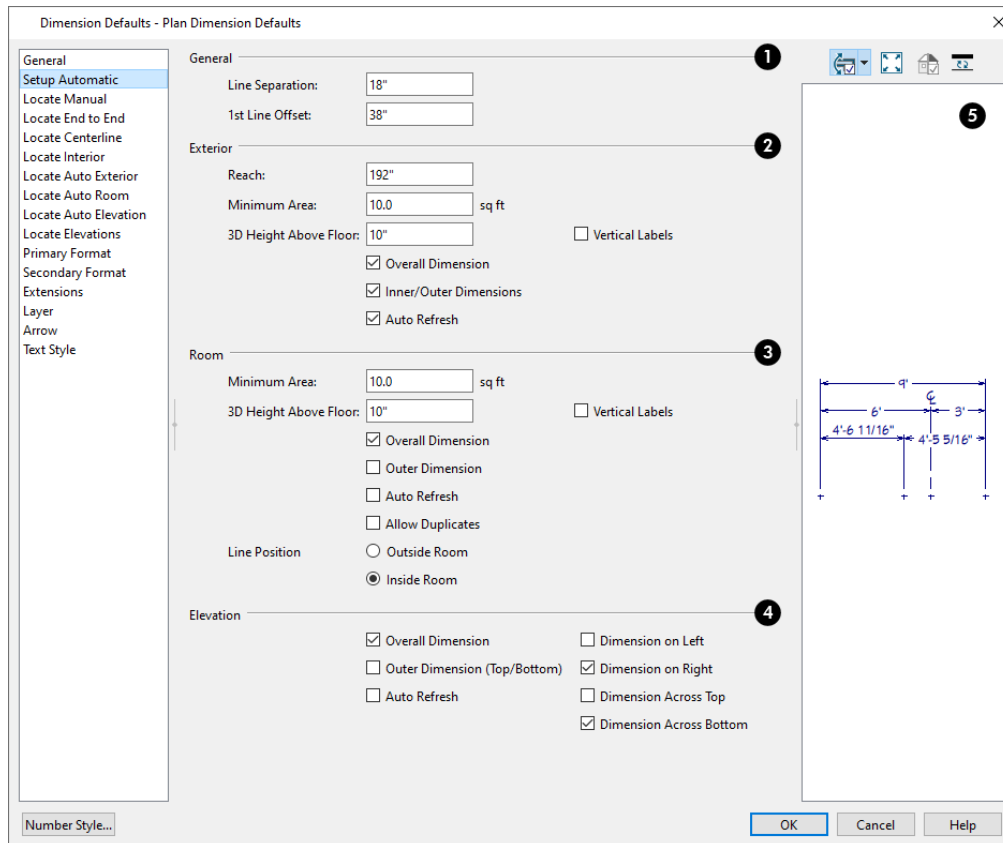 Dimension Defaults - Plan Dimension Defaults
General
Setup Automatic
Locate Manual
Locate End to End
Locate Centerline
Locate Interior
Locate Auto Exterior
Locate Auto Room
Locate Auto Elevation
Locate Elevations
Primary Format
Secondary Format
Extensions
Layer
Arrow
Text Style
General
1
Line Separation: 18"
1st Line Offset: 38"
Exterior
2
Reach: 192"
Minimum Area: 10.0 sq ft
3D Height Above Floor: 10" Vertical Labels
Overall Dimension
Inner/Outer Dimensions
Auto Refresh
Room
3
Minimum Area: 10.0 sq ft
3D Height Above Floor: 10" Vertical Labels
Overall Dimension
Outer Dimension
Auto Refresh
Allow Duplicates
Line Position Outside Room
Inside Room
Elevation
4
Overall Dimension Dimension on Left
Outer Dimension (Top/Bottom) Dimension on Right
Auto Refresh Dimension Across Top
Dimension Across Bottom
5
9'
℄
6' 3'
4'-6 11/16" 4'-5 5/16"
Number Style... OK Cancel Help